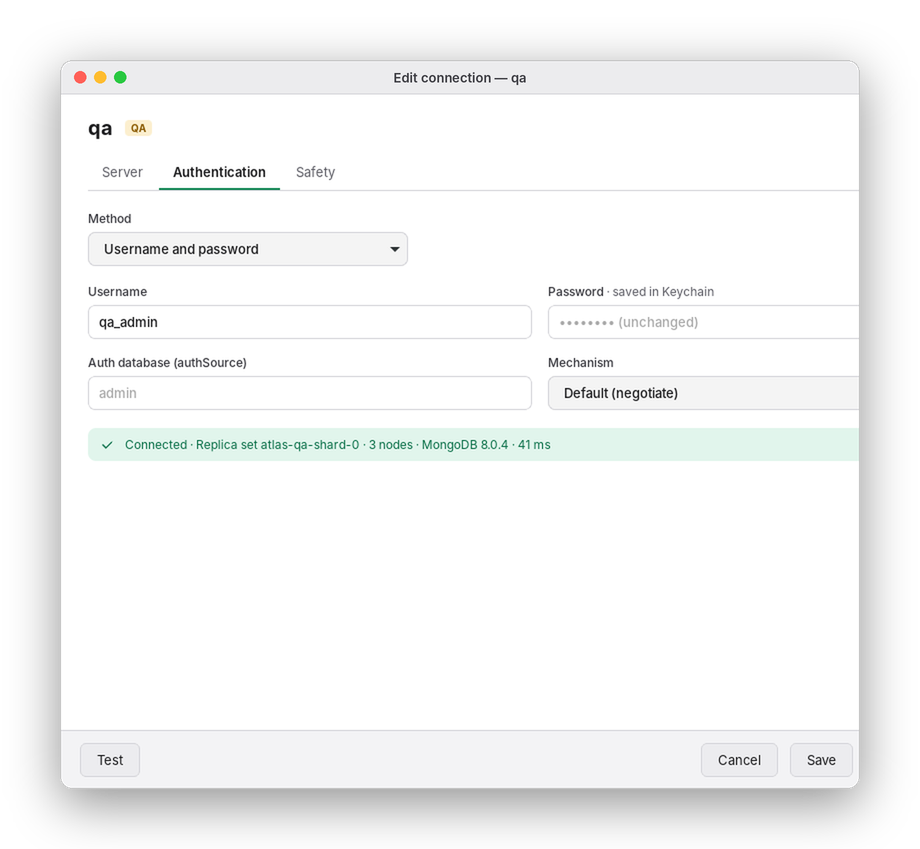 Edit connection — qa
qa QA
Server Authentication Safety
Method
Username and password
Username Password · saved in Keychain
qa_admin •••••••• (unchanged)
Auth database (authSource) Mechanism
admin Default (negotiate)
✓ Connected · Replica set atlas-qa-shard-0 · 3 nodes · MongoDB 8.0.4 · 41 ms
Test Cancel Save